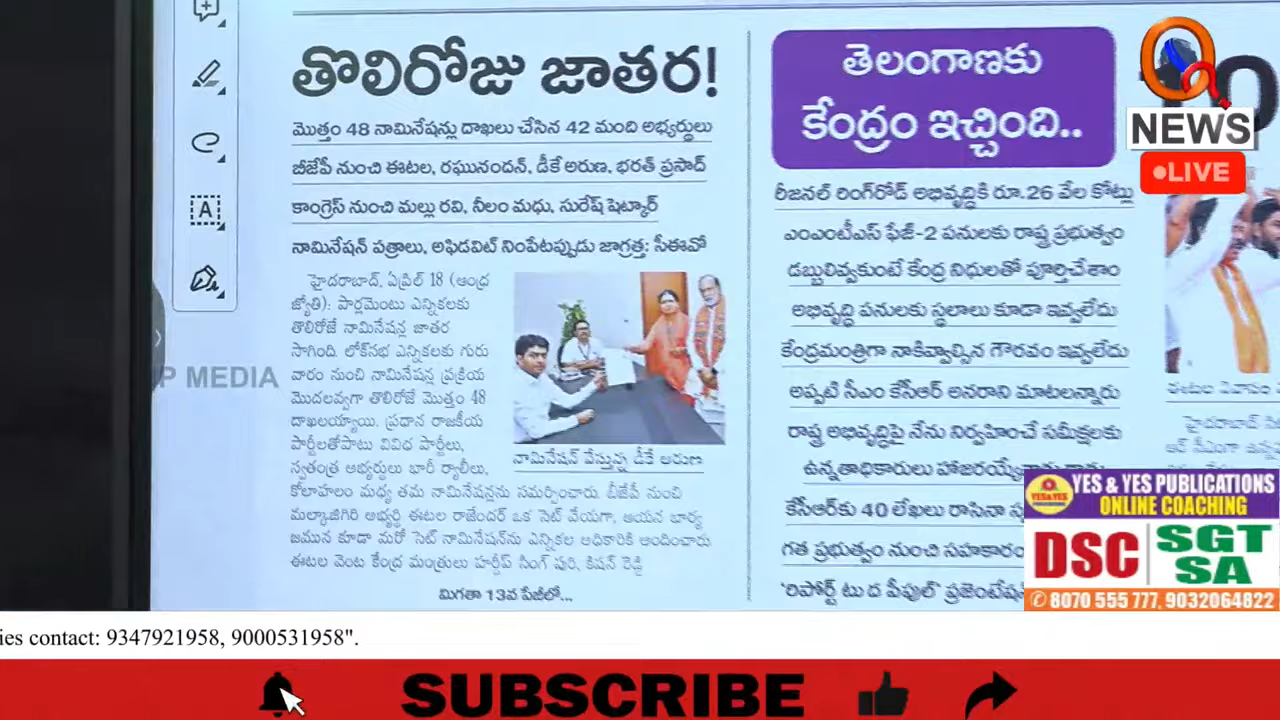 తొలిరోజు జాతర!
మొత్తం 48 నామినేషన్లు దాఖలు చేసిన 42 మంది అభ్యర్థులు
బీజేపీ నుంచి ఈటల, రఘునందన్, డీకే అరుణ, భరత్ ప్రసాద్
కాంగ్రెస్ నుంచి మల్లు రవి, నీలం మధు, సురేష్ షెట్కార్
నామినేషన్ పత్రాలు, అఫిడవిట్ నింపేటప్పుడు జాగ్రత్త: సీఈవో
హైదరాబాద్, ఏప్రిల్ 18 (ఆంధ్ర
జ్యోతి): పార్లమెంటు ఎన్నికలకు
తొలిరోజే నామినేషన్ల జాతర
సాగింది. లోక్‌సభ ఎన్నికలకు గురు
వారం నుంచి నామినేషన్ల ప్రక్రియ
మొదలవ్వగా తొలిరోజే మొత్తం 48
దాఖలయ్యాయి. ప్రధాన రాజకీయ
పార్టీలతోపాటు వివిధ పార్టీలు,
స్వతంత్ర అభ్యర్థులు భారీ ర్యాలీలు,
కోలాహలం మధ్య తమ నామినేషన్లను సమర్పించారు. బీజేపీ నుంచి
మల్కాజిగిరి అభ్యర్థి ఈటల రాజేందర్ ఒక సెట్ వేయగా, ఆయన భార్య
జమున కూడా మరో సెట్ నామినేషన్‌ను ఎన్నికల అధికారికి అందించారు.
ఈటల వెంట కేంద్ర మంత్రులు హర్దీప్ సింగ్ పురి, కిషన్ రెడ్డి
మిగతా 13వ పేజీలో...
నామినేషన్ వేస్తున్న డీకే అరుణ
తెలంగాణకు
కేంద్రం ఇచ్చింది..
రీజనల్ రింగ్‌రోడ్ అభివృద్ధికి రూ.26 వేల కోట్లు
ఎంఎంటీఎస్ ఫేజ్-2 పనులకు రాష్ట్ర ప్రభుత్వం
డబ్బులివ్వకుంటే కేంద్ర నిధులతో పూర్తిచేశాం
అభివృద్ధి పనులకు స్థలాలు కూడా ఇవ్వలేదు
కేంద్రమంత్రిగా నాకివ్వాల్సిన గౌరవం ఇవ్వలేదు
అప్పటి సీఎం కేసీఆర్ అనరాని మాటలన్నారు
రాష్ట్ర అభివృద్ధిపై నేను నిర్వహించే సమీక్షలకు
ఉన్నతాధికారులు
కేసీఆర్‌కు 40 లేఖలు రాసినా
గత ప్రభుత్వం నుంచి సహకారం
'రిపోర్ట్ టు ద పీపుల్' ప్రజెంటేషన్
MEDIA
Q
NEWS
LIVE
YES & YES PUBLICATIONS
ONLINE COACHING
YES&YES
DSC
SGT
SA
8070 555 777, 9032064822
ies contact: 9347921958, 9000531958".
SUBSCRIBE